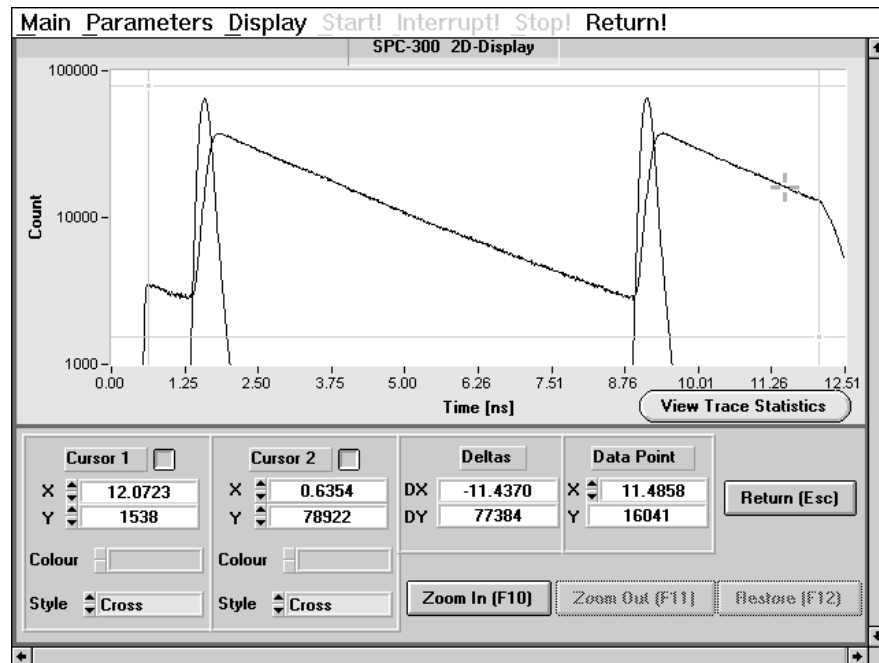 Main Parameters Display Start! Interrupt! Stop! Return!
SPC-300 2D-Display
100000
10000
1000
Count
0.00 1.25 2.50 3.75 5.00 6.26 7.51 8.76 10.01 11.26 12.51
Time [ns]
View Trace Statistics
Cursor 1 Cursor 2 Deltas Data Point
X 12.0723 X 0.6354 DX -11.4370 X 11.4858
Y 1538 Y 78922 DY 77384 Y 16041
Return (Esc)
Colour Colour
Style Cross Style Cross
Zoom In (F10) Zoom Out (F11) Restore (F12)